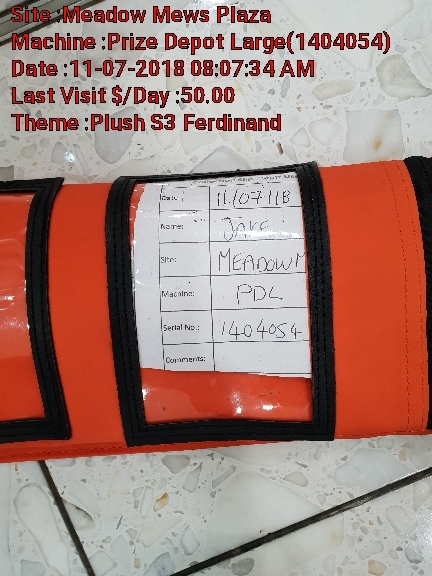 Site :Meadow Mews Plaza
Machine :Prize Depot Large(1404054)
Date :11-07-2018 08:07:34 AM
Last Visit $/Day :50.00
Theme :Plush S3 Ferdinand
Date: 11/07/18
Name: JAKE
Site: MEADOW M
Machine: PDL
Serial No.: 1404054
Comments: